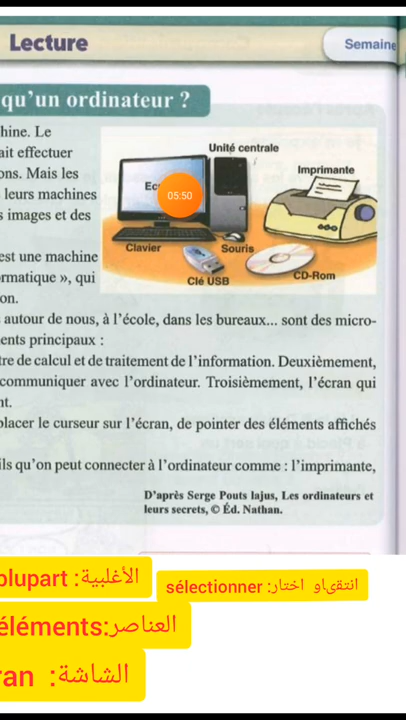 Lecture
Semaine
qu'un ordinateur ?
hine. Le
ait effectuer
ons. Mais les
leurs machines
s images et des
est une machine
ormatique », qui
on.
Unité centrale
Imprimante
Ec
05:50
Clavier
Souris
Clé USB
CD-Rom
autour de nous, à l'école, dans les bureaux... sont des micro-
ents principaux :
tre de calcul et de traitement de l'information. Deuxièmement,
communiquer avec l'ordinateur. Troisièmement, l'écran qui
nt.
placer le curseur sur l'écran, de pointer des éléments affichés
ils qu'on peut connecter à l'ordinateur comme : l'imprimante,
D'après Serge Pouts lajus, Les ordinateurs et
leurs secrets, © Éd. Nathan.
plupart :الأغلبية
sélectionner :انتقى او اختار
éléments:العناصر
ran :الشاشة